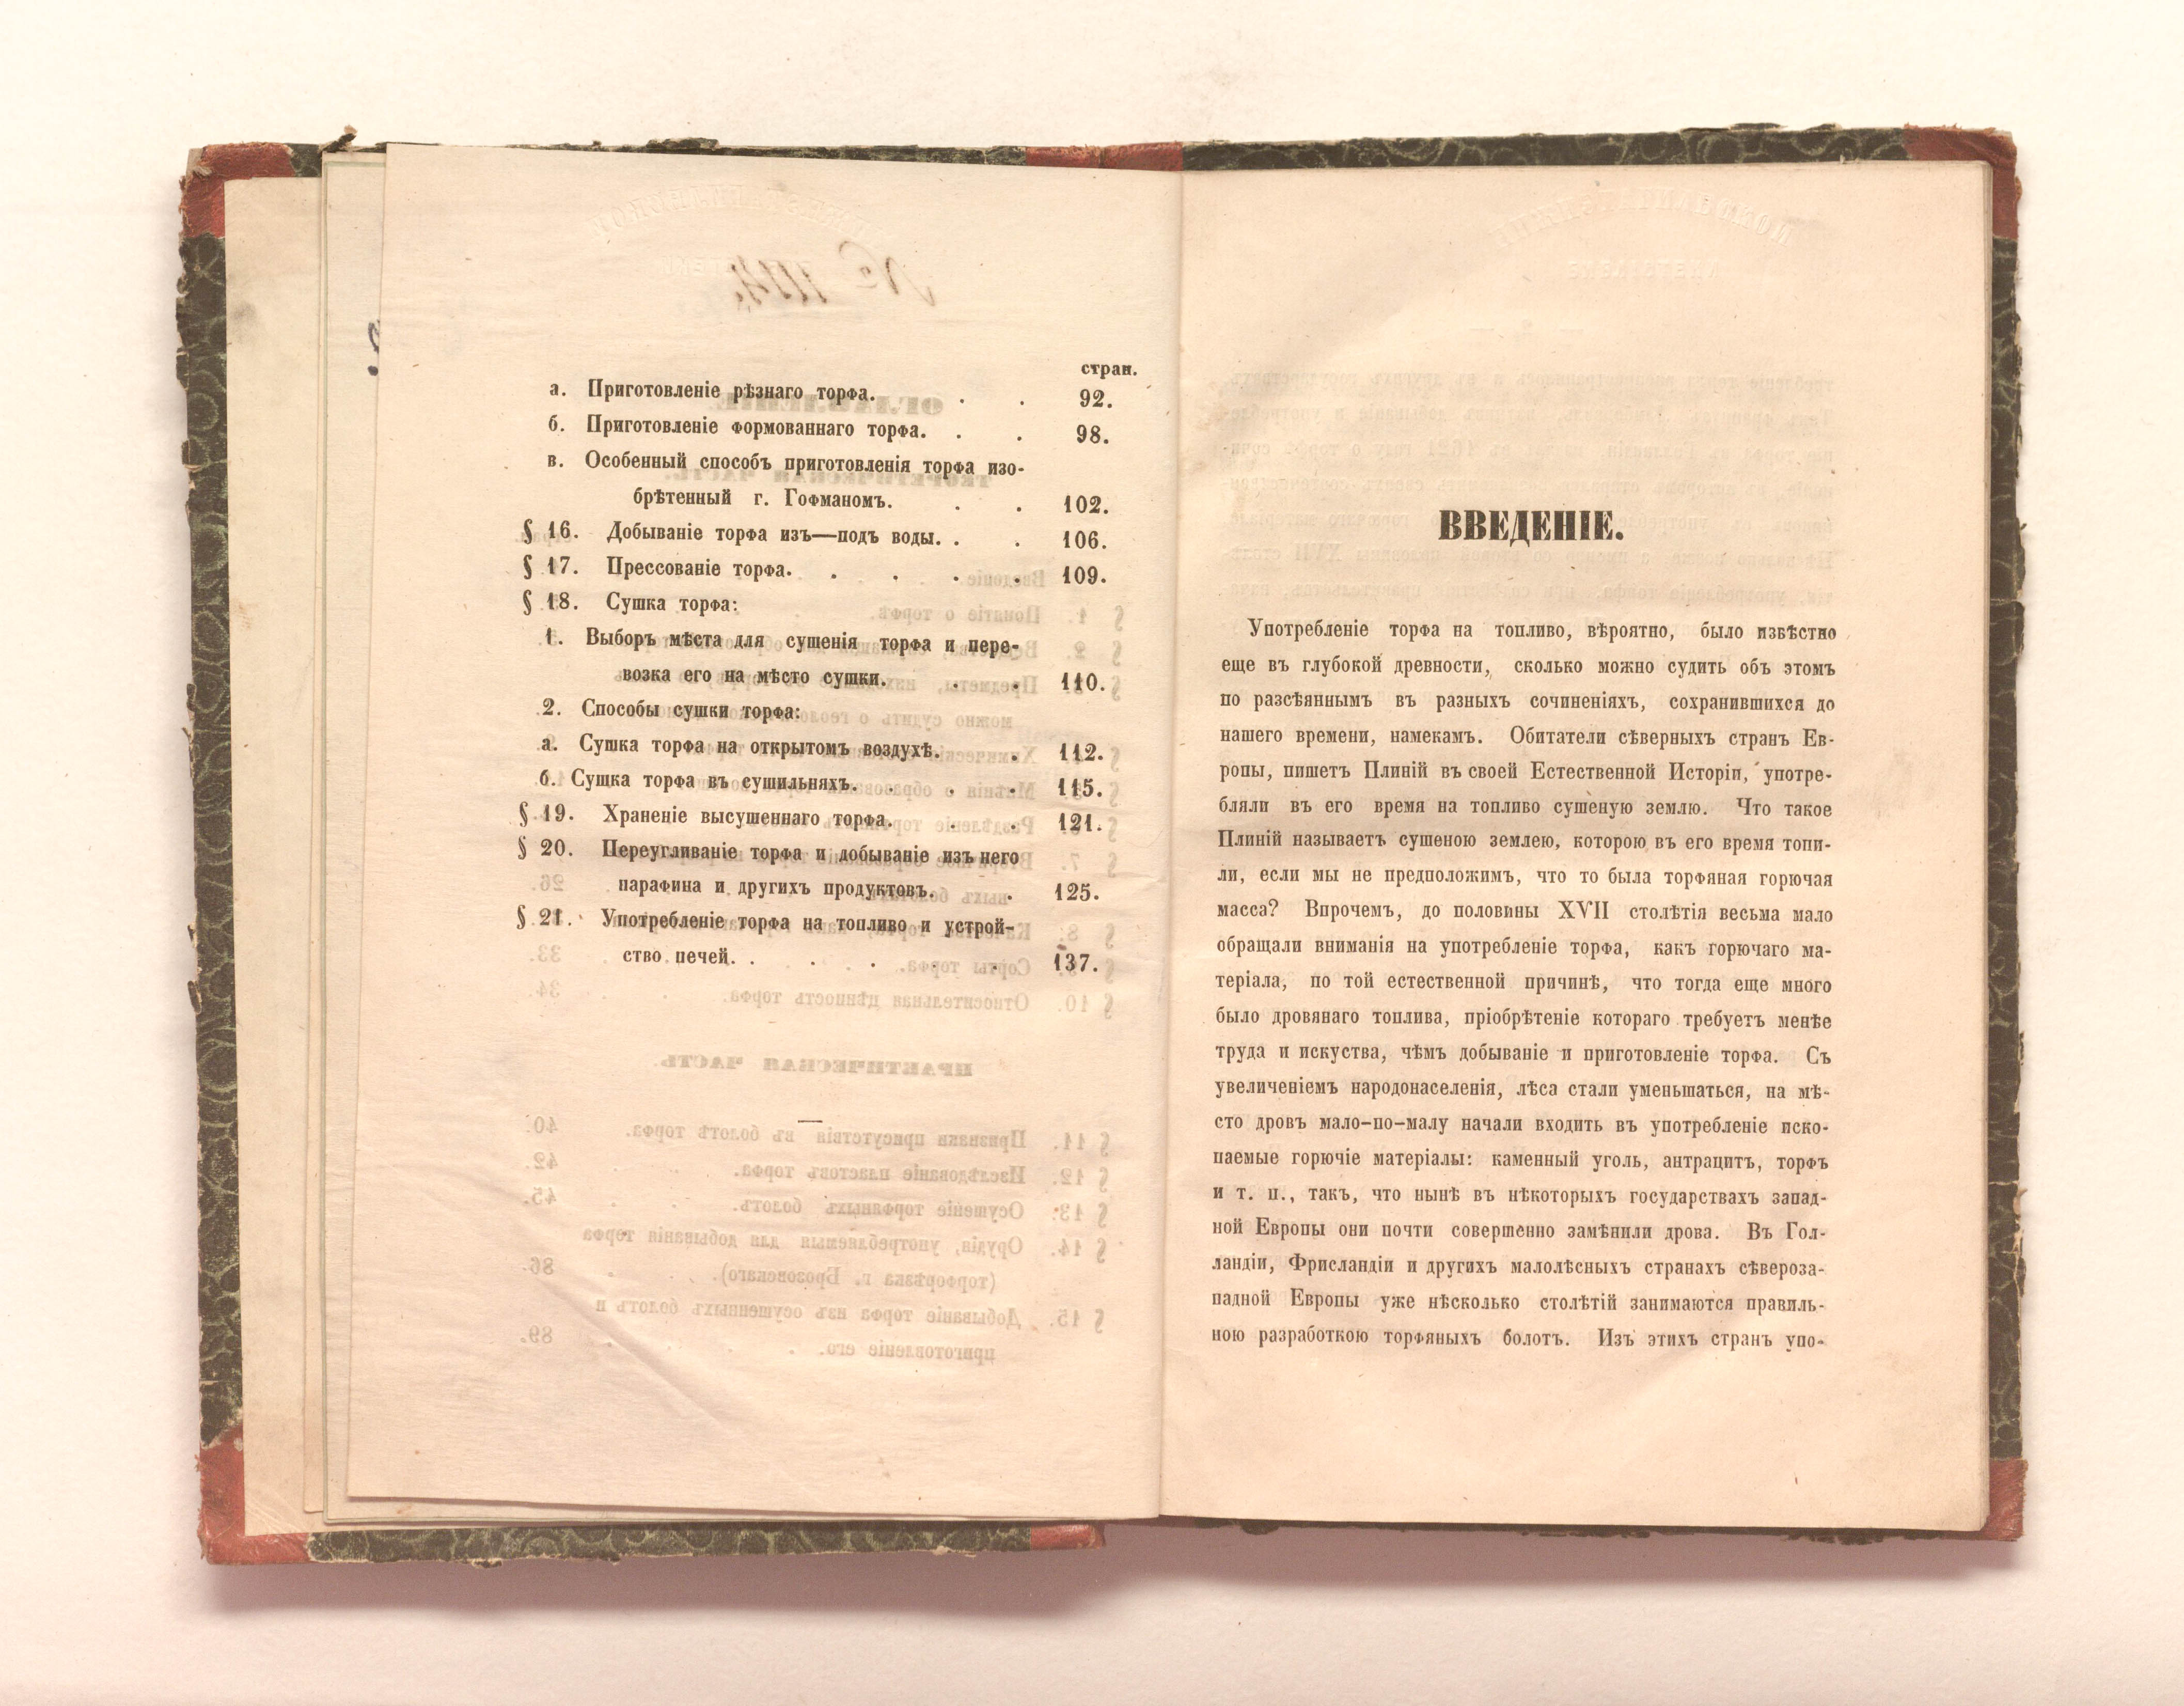 стран.
а. Приготовленіе рѣзнаго торфа. . . 92.
б. Приготовленіе формованнаго торфа. . . 98.
в. Особенный способъ приготовленія торфа изо-
брѣтенный г. Гофманомъ. . . 102.
§ 16. Добываніе торфа изъ—подъ воды. . . 106.
§ 17. Прессованіе торфа. . . . . 109.
§ 18. Сушка торфа:
1. Выборъ мѣста для сушенія торфа и пере-
возка его на мѣсто сушки. . . 110.
2. Способы сушки торфа:
а. Сушка торфа на открытомъ воздухѣ. . 112.
б. Сушка торфа въ сушильняхъ. . . . 115.
§ 19. Храненіе высушеннаго торфа. . . 121.
§ 20. Переугливаніе торфа и добываніе изъ него
парафина и другихъ продуктовъ. . 125.
§ 21. Употребленіе торфа на топливо и устрой-
ство печей. . . . . . 137.
ВВЕДЕНІЕ.
Употребленіе торфа на топливо, вѣроятно, было извѣстно
еще въ глубокой древности, сколько можно судить объ этомъ
по разсѣяннымъ въ разныхъ сочиненіяхъ, сохранившихся до
нашего времени, намекамъ. Обитатели сѣверныхъ странъ Ев-
ропы, пишетъ Плиній въ своей Естественной Исторіи, употре-
бляли въ его время на топливо сушеную землю. Что такое
Плиній называетъ сушеною землею, которою въ его время топи-
ли, если мы не предположимъ, что то была торфяная горючая
масса? Впрочемъ, до половины XVII столѣтія весьма мало
обращали вниманія на употребленіе торфа, какъ горючаго ма-
теріала, по той естественной причинѣ, что тогда еще много
было дровянаго топлива, пріобрѣтеніе котораго требуетъ менѣе
труда и искуства, чѣмъ добываніе и приготовленіе торфа. Съ
увеличеніемъ народонаселенія, лѣса стали уменьшаться, на мѣ-
сто дровъ мало-по-малу начали входить въ употребленіе иско-
паемые горючіе матеріалы: каменный уголь, антрацитъ, торфъ
и т. п., такъ, что нынѣ въ нѣкоторыхъ государствахъ запад-
ной Европы они почти совершенно замѣнили дрова. Въ Гол-
ландіи, Фрисландіи и другихъ малолѣсныхъ странахъ сѣвероза-
падной Европы уже нѣсколько столѣтій занимаются правиль-
ною разработкою торфяныхъ болотъ. Изъ этихъ странъ упо-